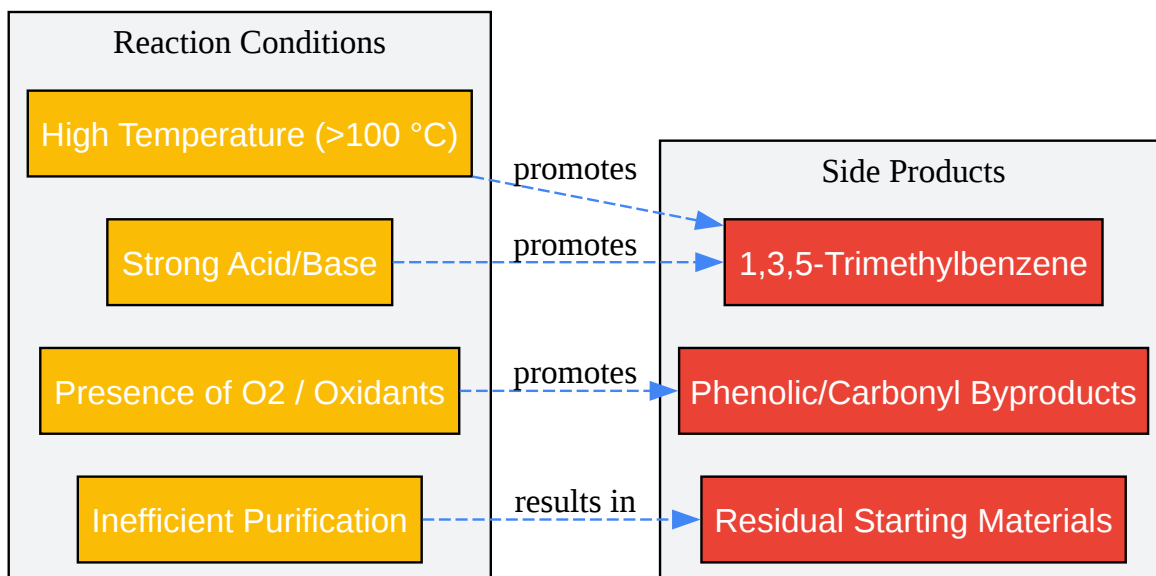 Reaction Conditions
High Temperature (>100 °C)
promotes
Side Products
Strong Acid/Base
promotes
1,3,5-Trimethylbenzene
Presence of O2 / Oxidants
promotes
Phenolic/Carbonyl Byproducts
Inefficient Purification
results in
Residual Starting Materials